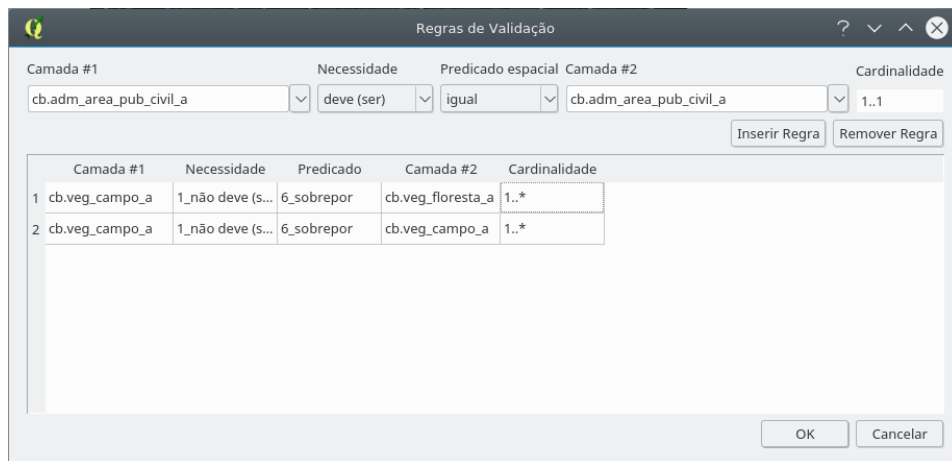 Regras de Validação
Camada #1 Necessidade Predicado espacial Camada #2 Cardinalidade
cb.adm_area_pub_civil_a deve (ser) igual cb.adm_area_pub_civil_a 1..1
Inserir Regra Remover Regra
Camada #1 Necessidade Predicado Camada #2 Cardinalidade
1 cb.veg_campo_a 1_não deve (s... 6_sobrepor cb.veg_floresta_a 1..*
2 cb.veg_campo_a 1_não deve (s... 6_sobrepor cb.veg_campo_a 1..*
OK Cancelar